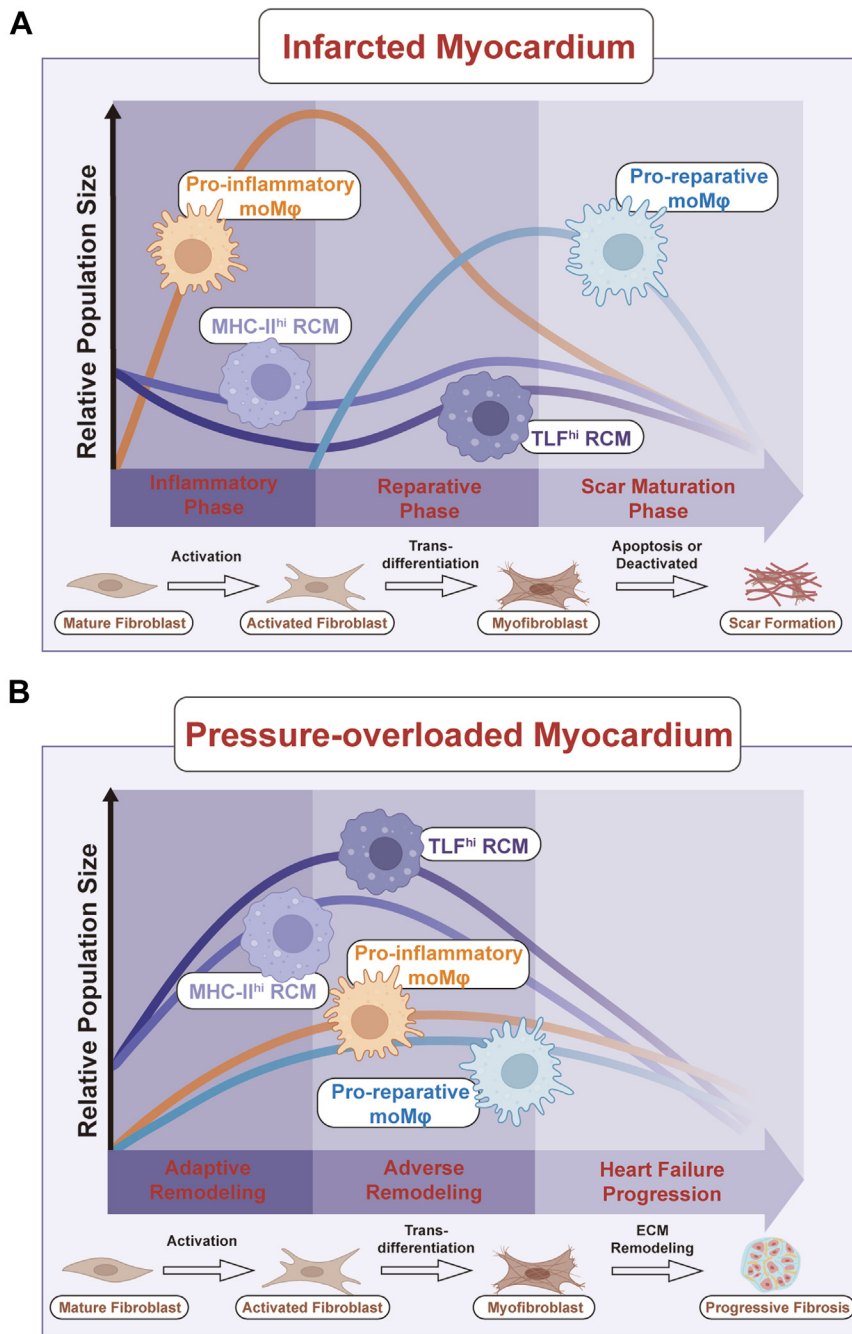 A
Infarcted Myocardium
Relative Population Size
Pro-inflammatory
moMφ
Pro-reparative
moMφ
MHC-IIʰⁱ RCM
TLFʰⁱ RCM
Inflammatory
Phase
Reparative
Phase
Scar Maturation
Phase
Activation
Trans-
differentiation
Apoptosis or
Deactivated
Mature Fibroblast
Activated Fibroblast
Myofibroblast
Scar Formation
B
Pressure-overloaded Myocardium
Relative Population Size
TLFʰⁱ RCM
MHC-IIʰⁱ RCM
Pro-inflammatory
moMφ
Pro-reparative
moMφ
Adaptive
Remodeling
Adverse
Remodeling
Heart Failure
Progression
Activation
Trans-
differentiation
ECM
Remodeling
Mature Fibroblast
Activated Fibroblast
Myofibroblast
Progressive Fibrosis